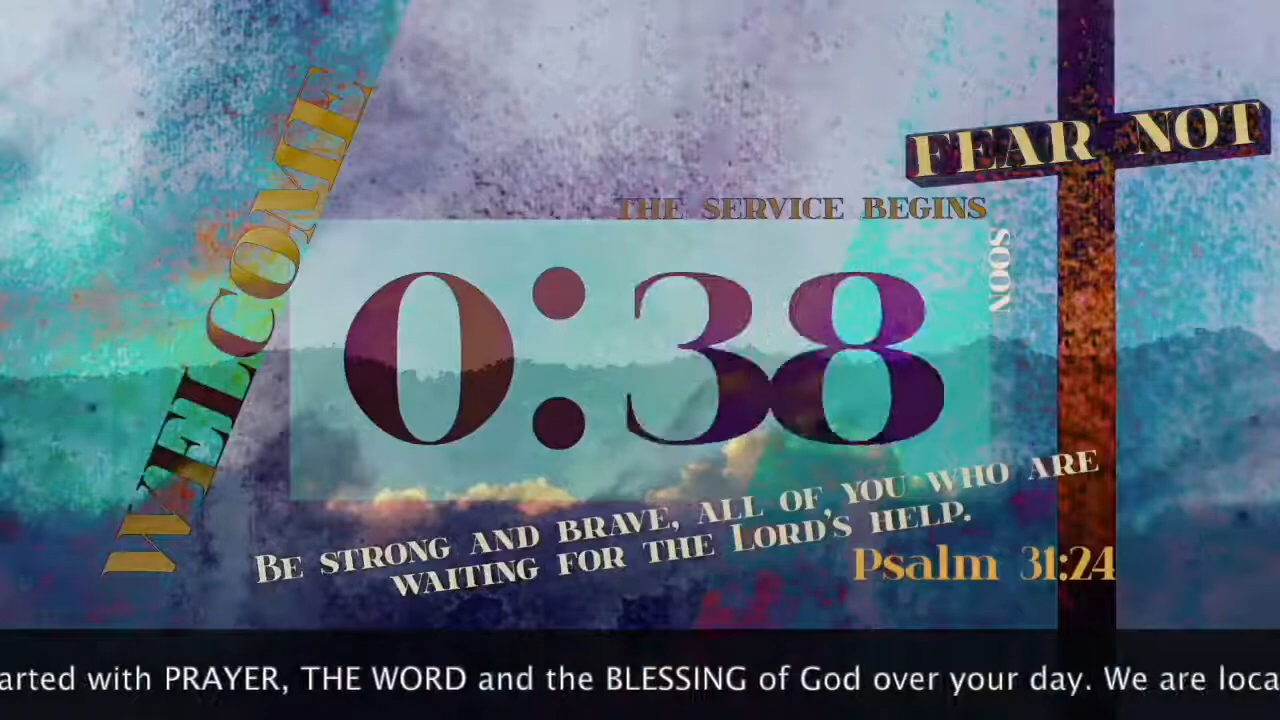 WELCOME
FEAR NOT
THE SERVICE BEGINS
SOON
0:38
BE STRONG AND BRAVE, ALL OF YOU WHO ARE
WAITING FOR THE LORD'S HELP.
Psalm 31:24
arted with PRAYER, THE WORD and the BLESSING of God over your day. We are loca